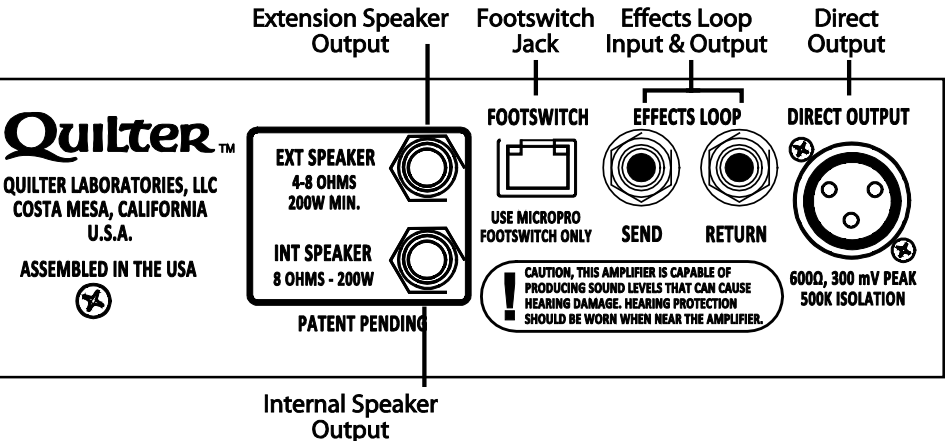 Extension Speaker
Output
Footswitch
Jack
Effects Loop
Input & Output
Direct
Output
QUILTER TM
QUILTER LABORATORIES, LLC
COSTA MESA, CALIFORNIA
U.S.A.
ASSEMBLED IN THE USA
EXT SPEAKER
4-8 OHMS
200W MIN.
INT SPEAKER
8 OHMS - 200W
PATENT PENDING
FOOTSWITCH
USE MICROPRO
FOOTSWITCH ONLY
EFFECTS LOOP
SEND
RETURN
! CAUTION, THIS AMPLIFIER IS CAPABLE OF
PRODUCING SOUND LEVELS THAT CAN CAUSE
HEARING DAMAGE. HEARING PROTECTION
SHOULD BE WORN WHEN NEAR THE AMPLIFIER.
DIRECT OUTPUT
600Ω, 300 mV PEAK
500K ISOLATION
Internal Speaker
Output